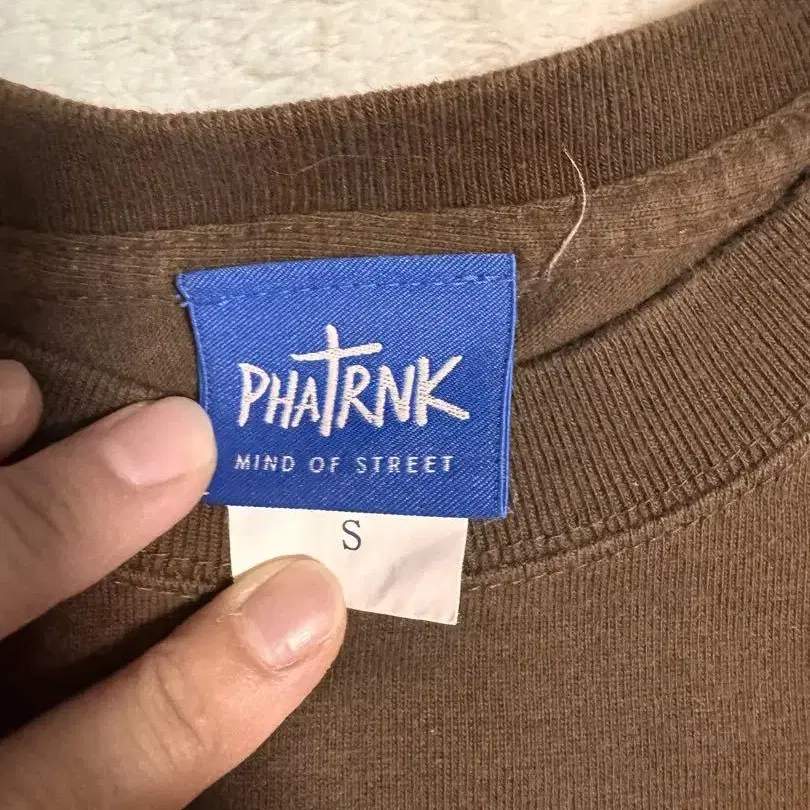 PHATRNK
MIND OF STREET
S